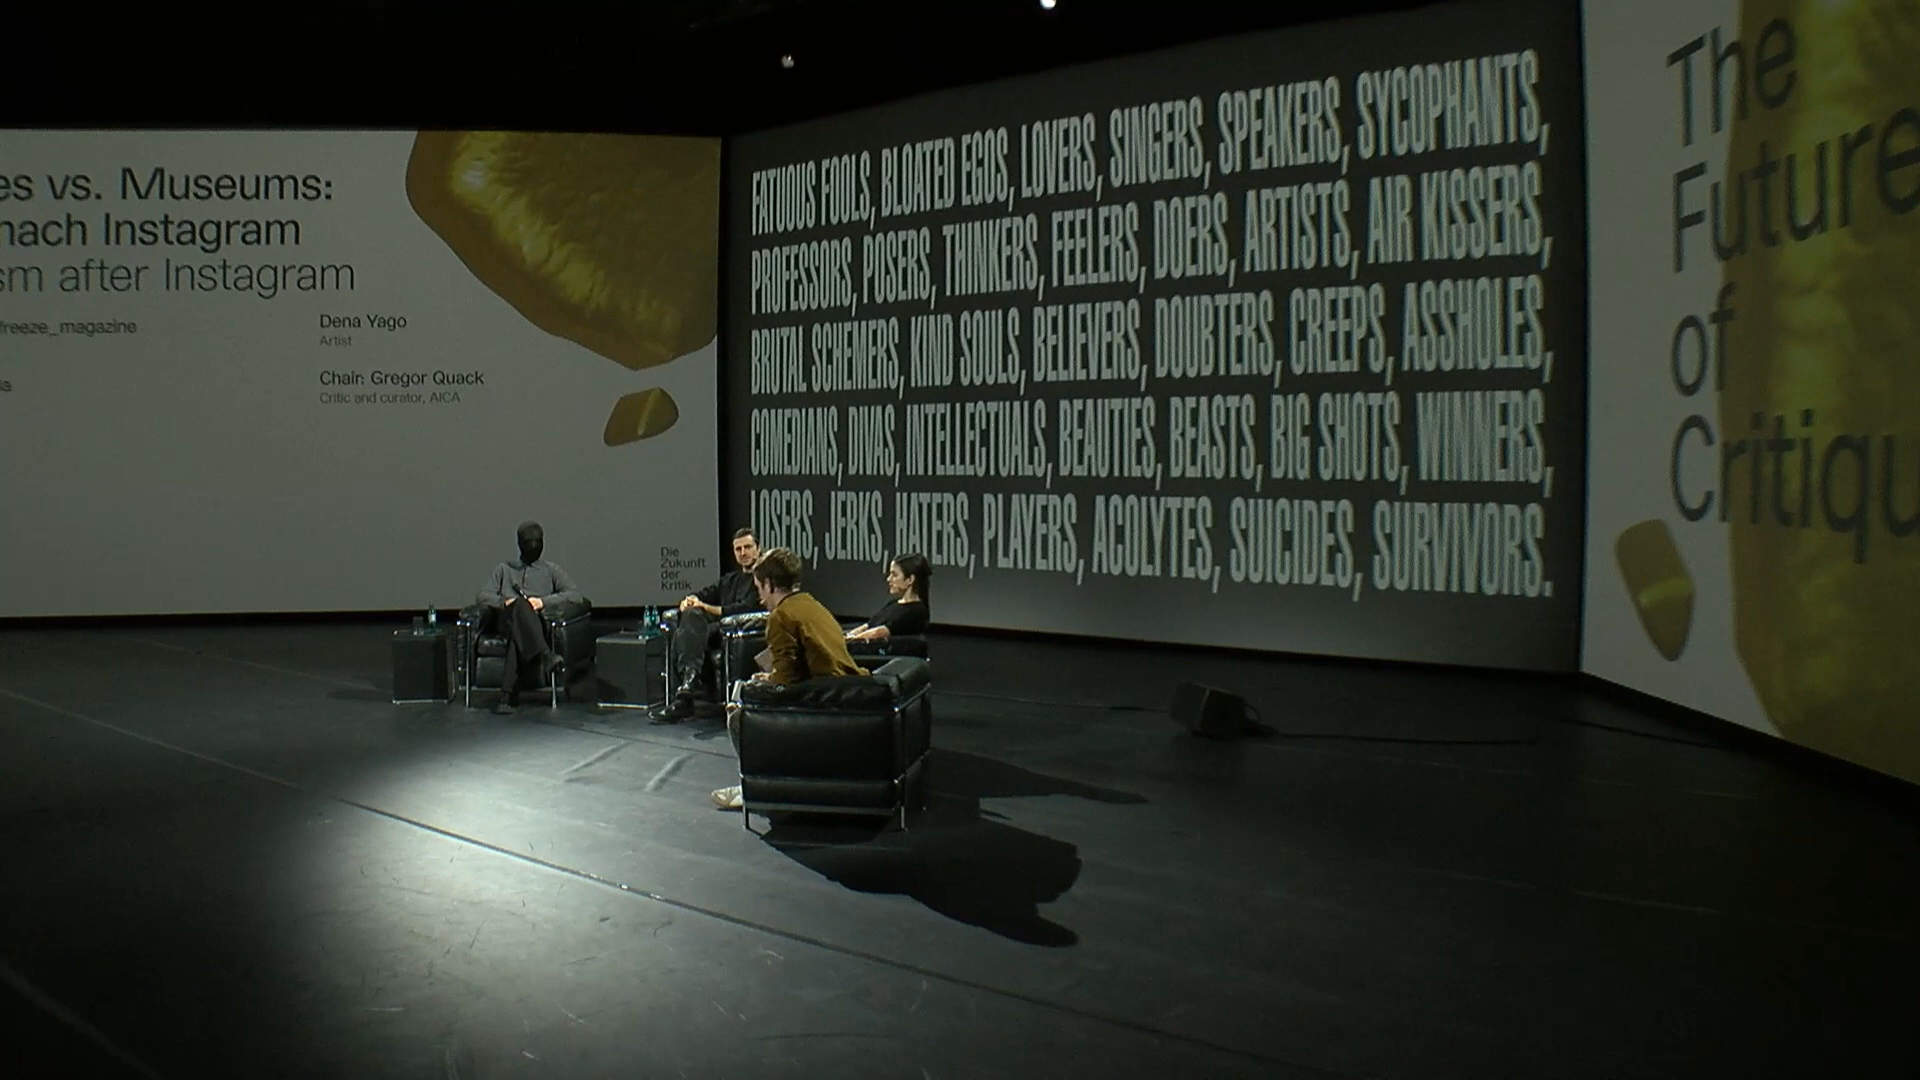 es vs. Museums:
nach Instagram
sm after Instagram
freeze_magazine
Dena Yago
Artist
Chair: Gregor Quack
Critic and curator, AICA
Die
Zukunft
der
Kritik
FATUOUS FOOLS, BLOATED EGOS, LOVERS, SINGERS, SPEAKERS, SYCOPHANTS,
PROFESSORS, POSERS, THINKERS, FEELERS, DOERS, ARTISTS, AIR KISSERS,
BRUTAL SCHEMERS, KIND SOULS, BELIEVERS, DOUBTERS, CREEPS, ASSHOLES,
COMEDIANS, DIVAS, INTELLECTUALS, BEAUTIES, BEASTS, BIG SHOTS, WINNERS,
LOSERS, JERKS, HATERS, PLAYERS, ACOLYTES, SUICIDES, SURVIVORS.
The
Future
of
Critiqu